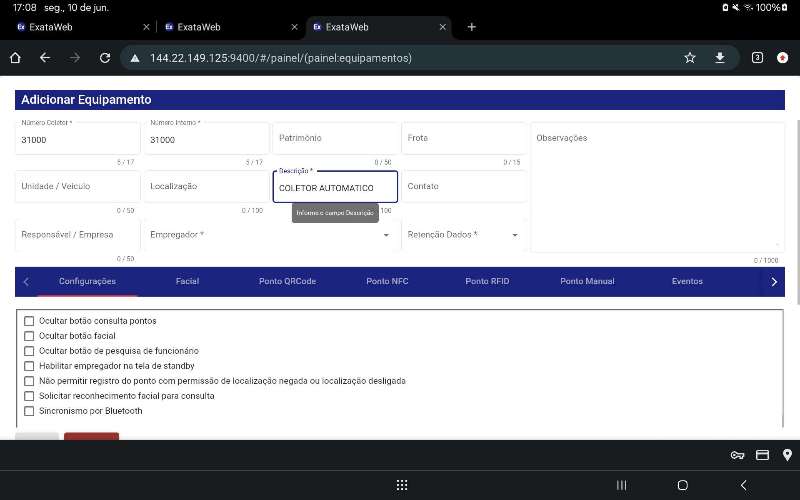 17:08 seg., 10 de jun.
100%
Ex ExataWeb
Ex ExataWeb
Ex ExataWeb
144.22.149.125:9400/#/painel/(painel:equipamentos)
3
Adicionar Equipamento
Número Coletor *
31000
5 / 17
Número Interno *
31000
5 / 17
Patrimônio
0 / 50
Frota
0 / 15
Observações
0 / 1000
Unidade / Veículo
0 / 50
Localização
0 / 100
Descrição *
COLETOR AUTOMATICO
100
Informe o campo Descrição
Contato
Responsável / Empresa
0 / 50
Empregador *
Retenção Dados *
Configurações
Facial
Ponto QRCode
Ponto NFC
Ponto RFID
Ponto Manual
Eventos
Ocultar botão consulta pontos
Ocultar botão facial
Ocultar botão de pesquisa de funcionário
Habilitar empregador na tela de standby
Não permitir registro do ponto com permissão de localização negada ou localização desligada
Solicitar reconhecimento facial para consulta
Sincronismo por Bluetooth